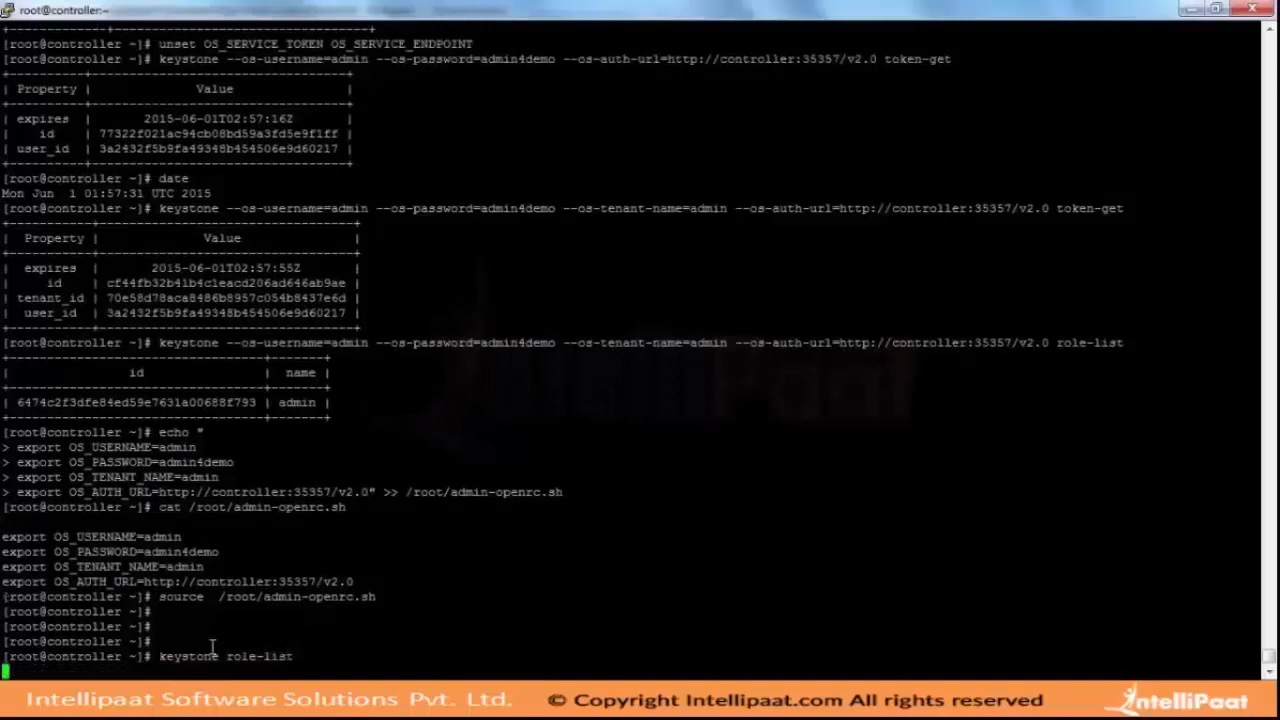 root@controller:~
+----------------------------------+----------------------------------+
[root@controller ~]# unset OS_SERVICE_TOKEN OS_SERVICE_ENDPOINT
[root@controller ~]# keystone --os-username=admin --os-password=admin4demo --os-auth-url=http://controller:35357/v2.0 token-get
+----------+----------------------------------+
| Property |              Value               |
+----------+----------------------------------+
| expires  |       2015-06-01T02:57:16Z       |
|    id    | 77322f021ac94cb08bd59a3fd5e9f1ff |
| user_id  | 3a2432f5b9fa49348b454506e9d60217 |
+----------+----------------------------------+
[root@controller ~]# date
Mon Jun  1 01:57:31 UTC 2015
[root@controller ~]# keystone --os-username=admin --os-password=admin4demo --os-tenant-name=admin --os-auth-url=http://controller:35357/v2.0 token-get
+-----------+----------------------------------+
|  Property |              Value               |
+-----------+----------------------------------+
|  expires  |       2015-06-01T02:57:55Z       |
|     id    | cf44fb32b41b4c1eacd206ad646ab9ae |
| tenant_id | 70e58d78aca8486b8957c054b8437e6d |
|  user_id  | 3a2432f5b9fa49348b454506e9d60217 |
+-----------+----------------------------------+
[root@controller ~]# keystone --os-username=admin --os-password=admin4demo --os-tenant-name=admin --os-auth-url=http://controller:35357/v2.0 role-list
+----------------------------------+-------+
|                id                |  name |
+----------------------------------+-------+
| 6474c2f3dfe84ed59e7631a00688f793 | admin |
+----------------------------------+-------+
[root@controller ~]# echo "
> export OS_USERNAME=admin
> export OS_PASSWORD=admin4demo
> export OS_TENANT_NAME=admin
> export OS_AUTH_URL=http://controller:35357/v2.0" >> /root/admin-openrc.sh
[root@controller ~]# cat /root/admin-openrc.sh
export OS_USERNAME=admin
export OS_PASSWORD=admin4demo
export OS_TENANT_NAME=admin
export OS_AUTH_URL=http://controller:35357/v2.0
[root@controller ~]# source  /root/admin-openrc.sh
[root@controller ~]#
[root@controller ~]#
[root@controller ~]#
[root@controller ~]# keystone role-list
Intellipaat Software Solutions Pvt. Ltd. © Copyright Intellipaat.com All rights reserved IntelliPaat